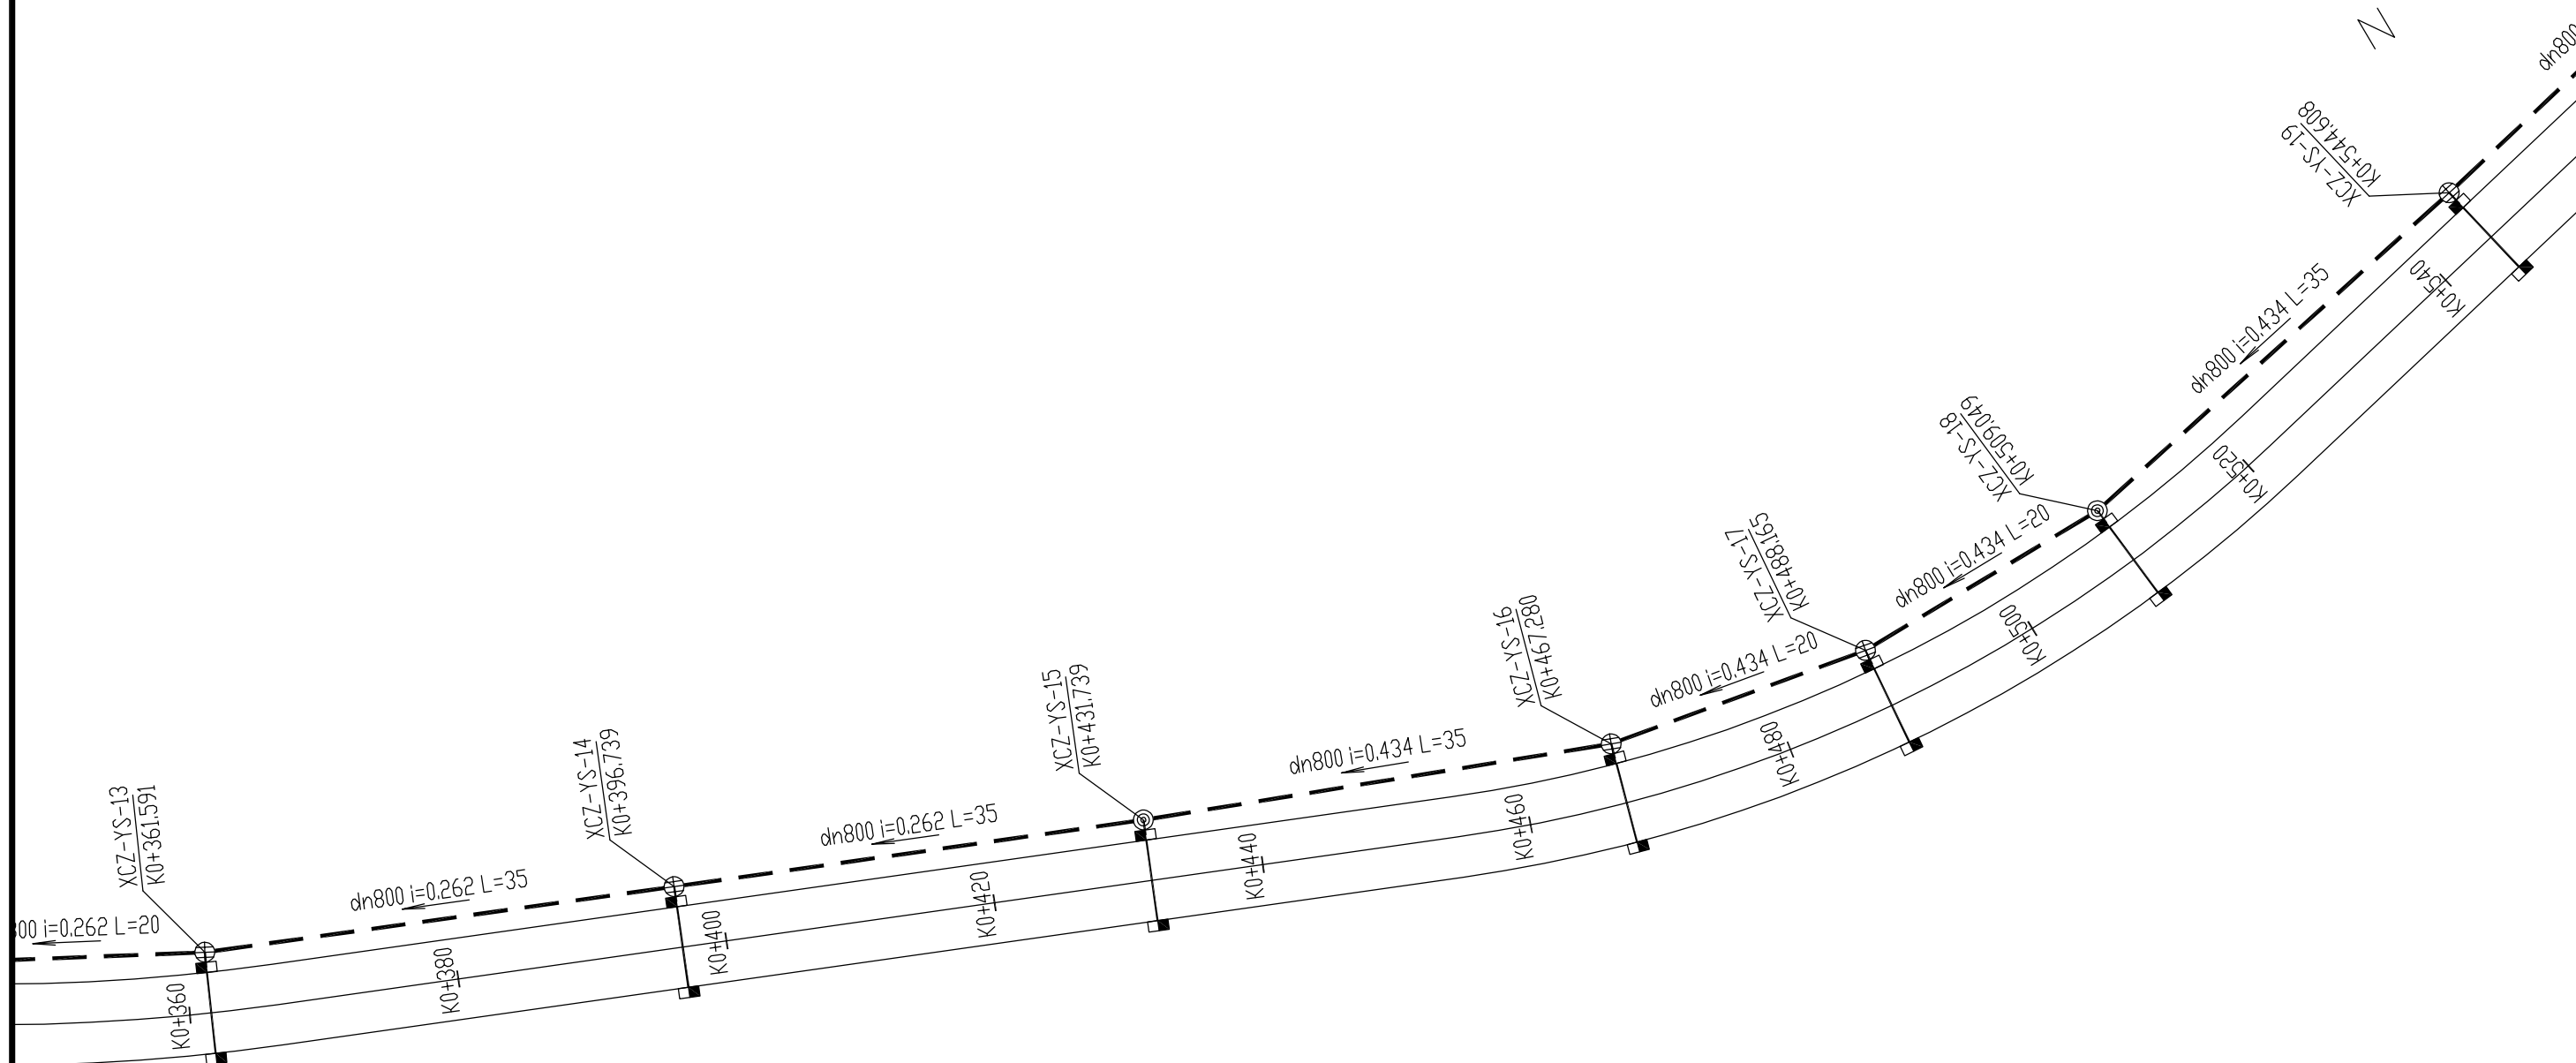 00 i=0.262 L=20
XCZ-YS-13
K0+361.591
K0+360
dn800 i=0.262 L=35
K0+380
XCZ-YS-14
K0+396.739
K0+400
dn800 i=0.262 L=35
K0+420
XCZ-YS-15
K0+431.739
K0+440
dn800 i=0.434 L=35
K0+460
XCZ-YS-16
K0+467.280
dn800 i=0.434 L=20
K0+480
XCZ-YS-17
K0+488.165
dn800 i=0.434 L=20
K0+500
XCZ-YS-18
K0+509.049
K0+520
dn800 i=0.434 L=35
K0+540
XCZ-YS-19
K0+544.608
N
dn800